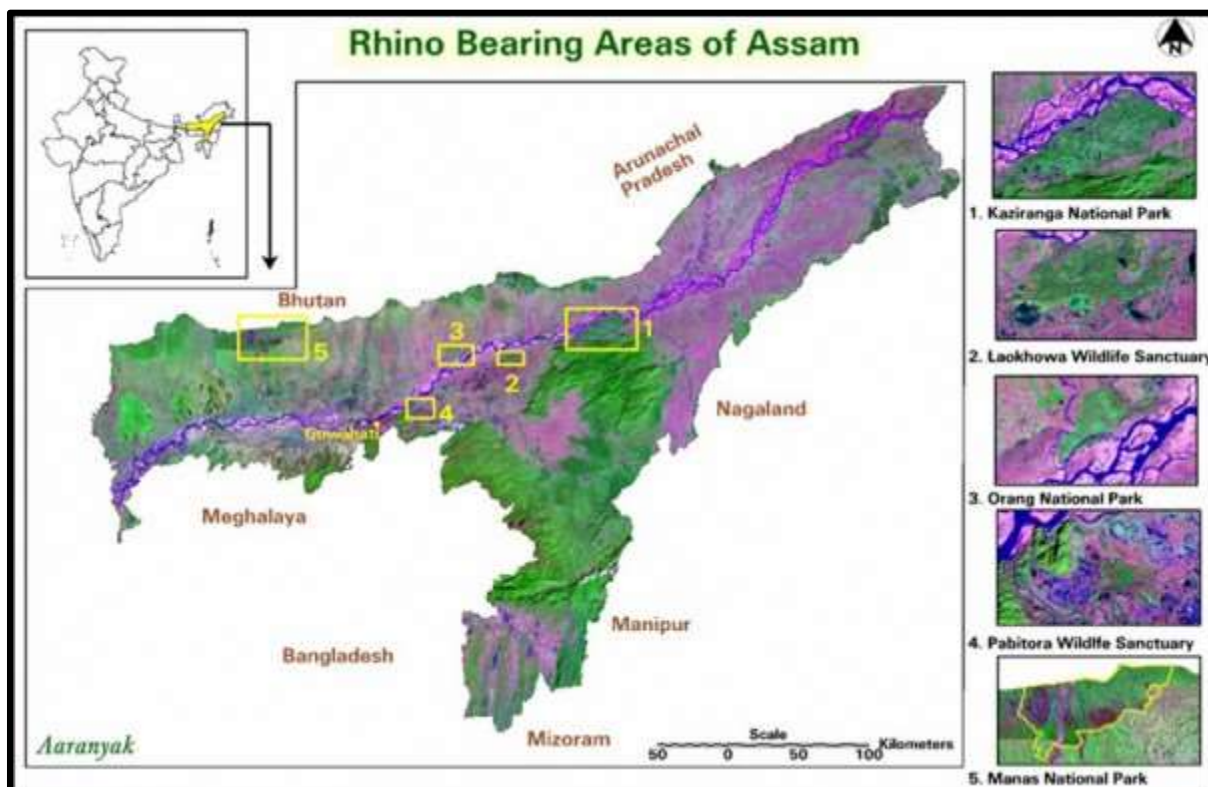 Rhino Bearing Areas of Assam
N
Arunachal
Pradesh
1. Kaziranga National Park
Bhutan
5
3
2
1
4
Guwahati
2. Laokhowa Wildlife Sanctuary
Nagaland
Meghalaya
3. Orang National Park
Manipur
Bangladesh
4. Pabitora Wildlfe Sanctuary
Mizoram
Aaranyak
Scale
50 0 50 100 Kilometers
5. Manas National Park